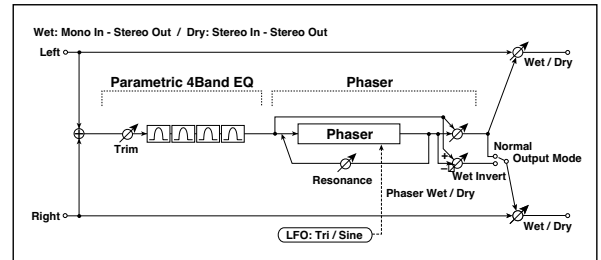 Wet: Mono In - Stereo Out / Dry: Stereo In - Stereo Out
Left
Wet / Dry
Parametric 4Band EQ
Phaser
Phaser
Trim
Normal
Output Mode
+
–
Wet Invert
Resonance
Phaser Wet / Dry
Right
LFO: Tri / Sine
Wet / Dry